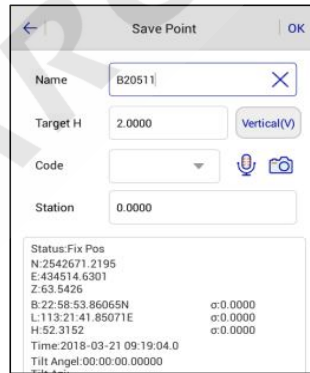 Save Point
OK
Name B20511
Target H 2.0000 Vertical(V)
Code
Station 0.0000
Status:Fix Pos
N:2542671.2195
E:434514.6301
Z:63.5426
B:22:58:53.86065N σ:0.0000
L:113:21:41.85071E σ:0.0000
H:52.3152 σ:0.0000
Time:2018-03-21 09:19:04.0
Tilt Angel:00:00:00.00000